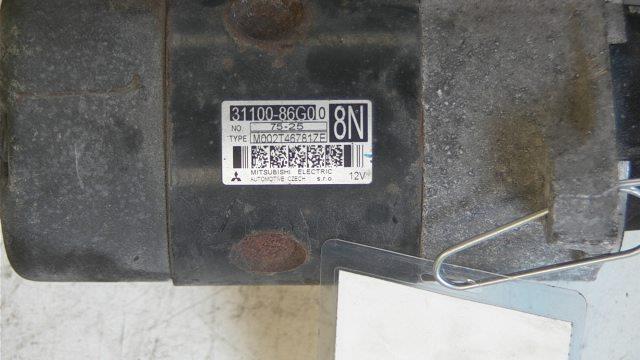 31100-86G00 8N
NO. 75-25
TYPE M002T46781ZE
MITSUBISHI ELECTRIC
AUTOMOTIVE CZECH s.r.o. 12V